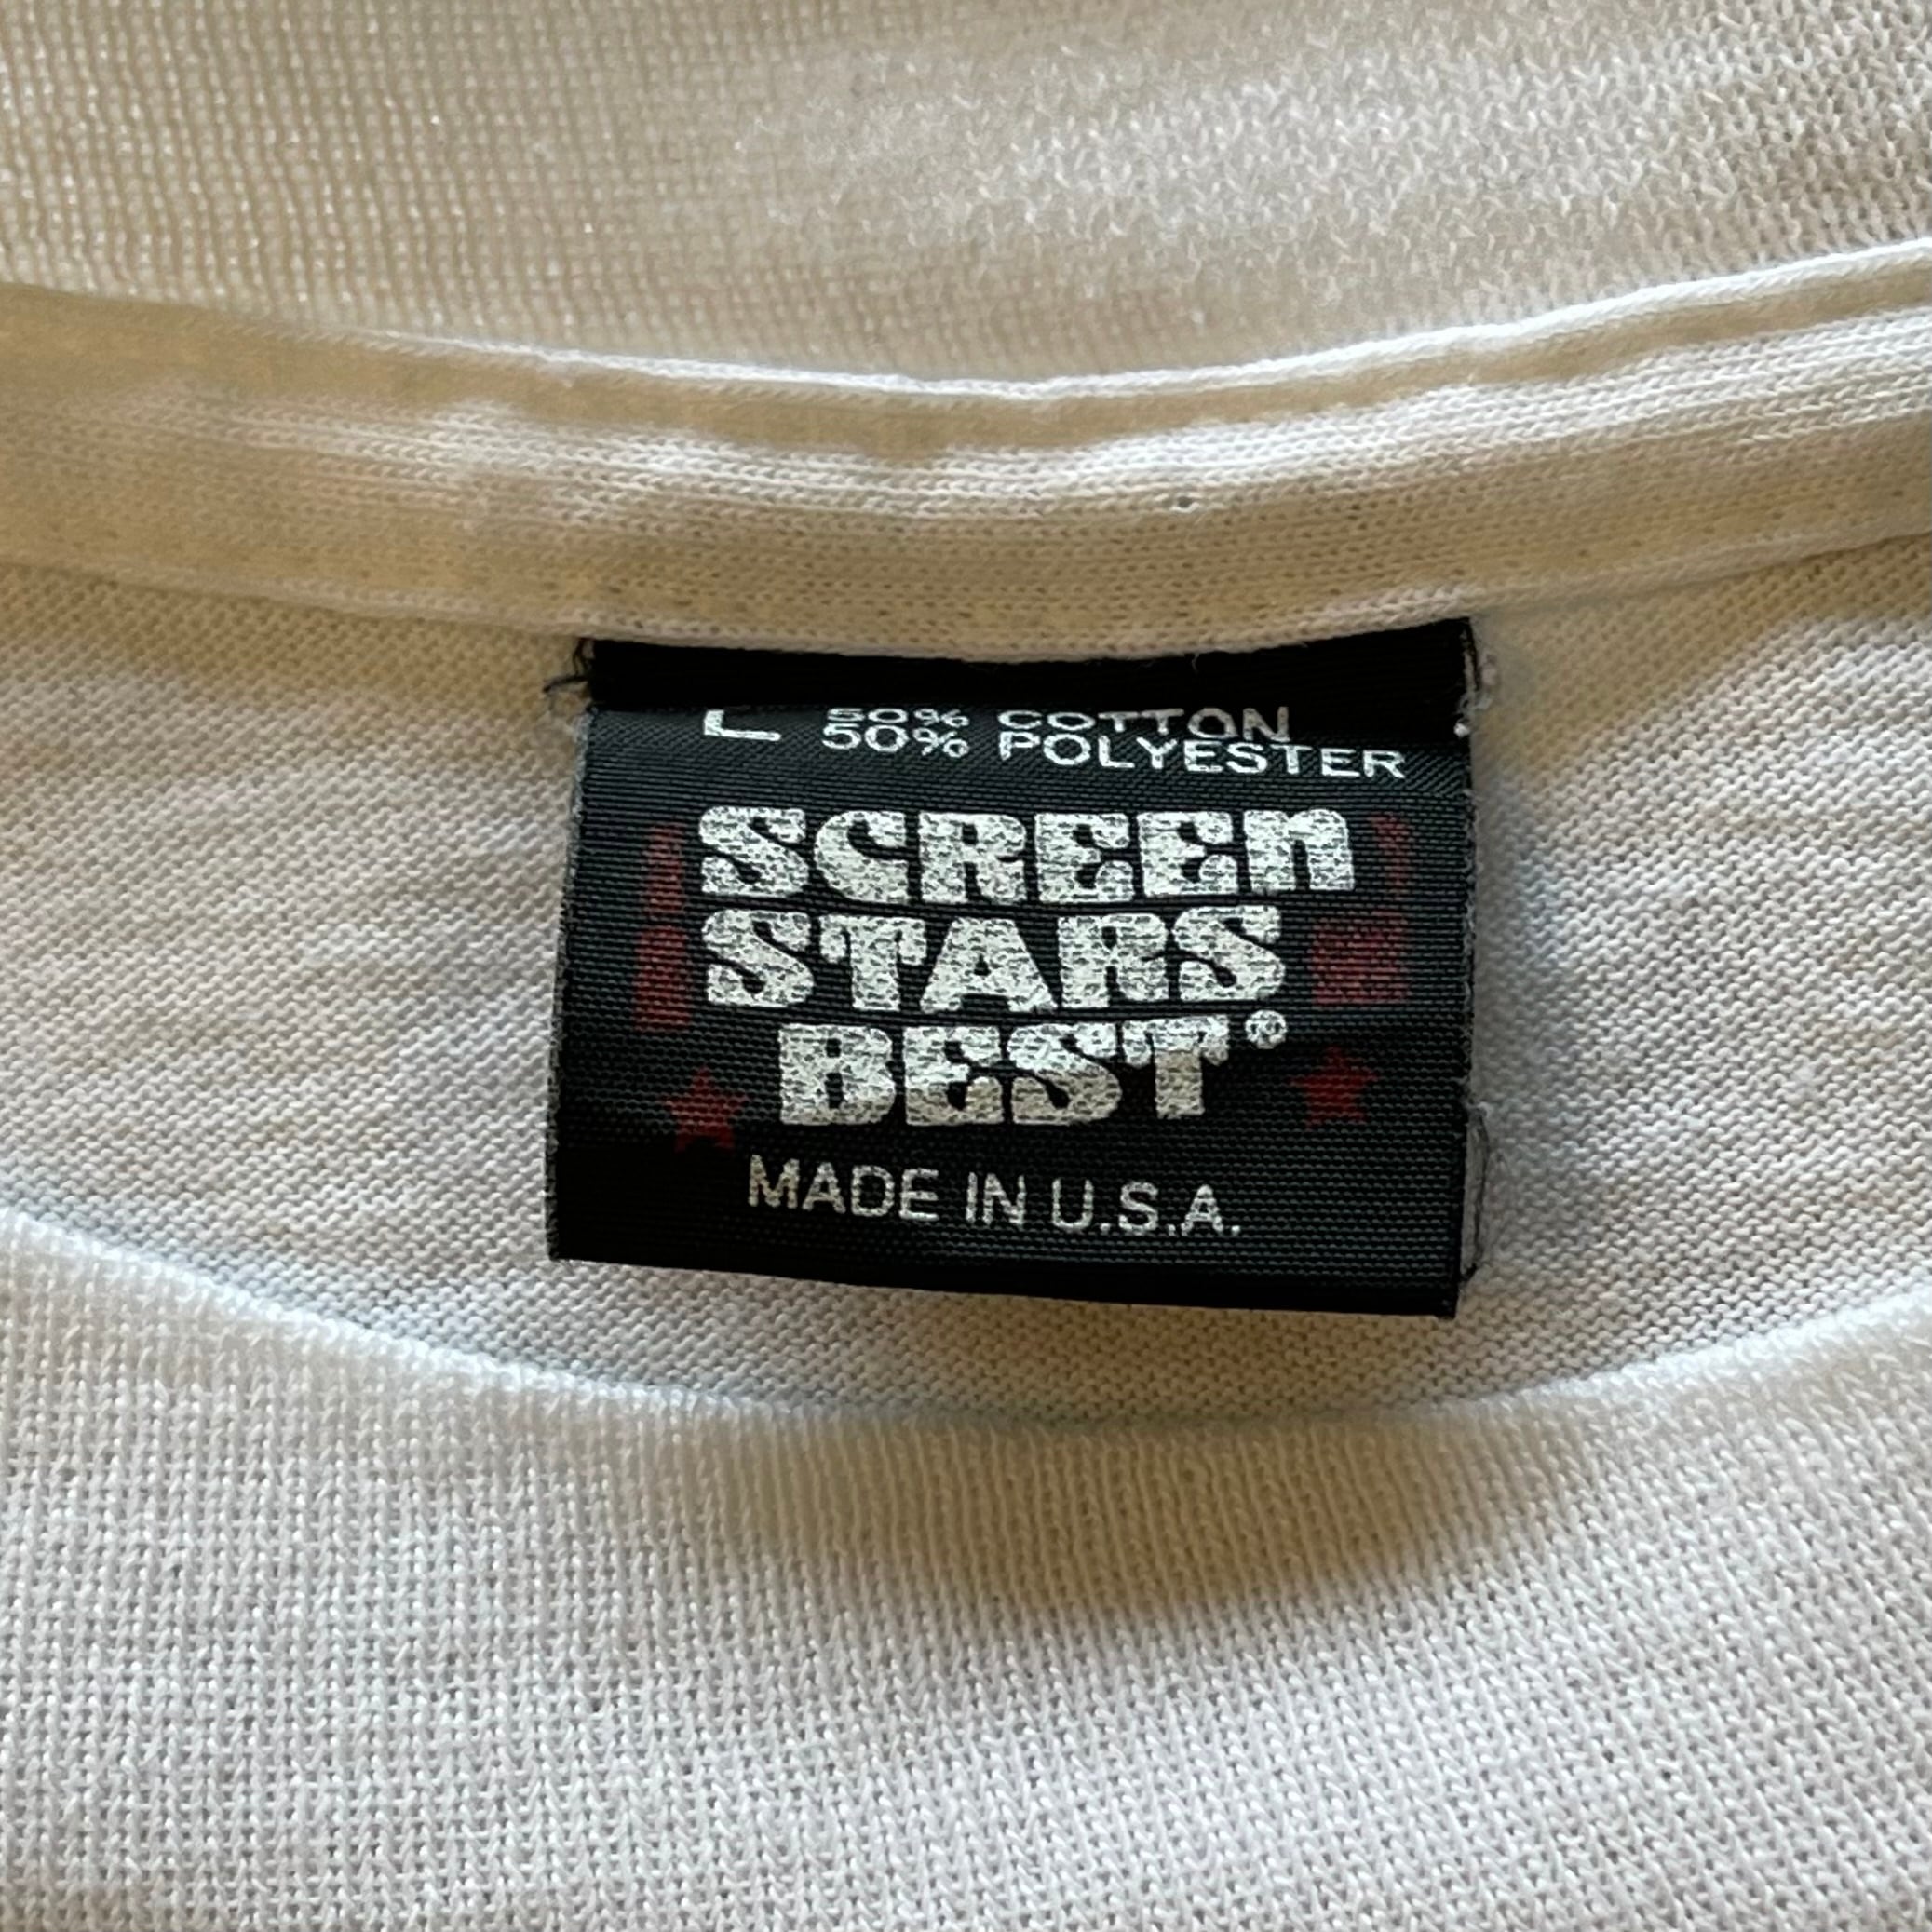 L 50% COTTON
50% POLYESTER
SCREEN
STARS
BEST®
MADE IN U.S.A.